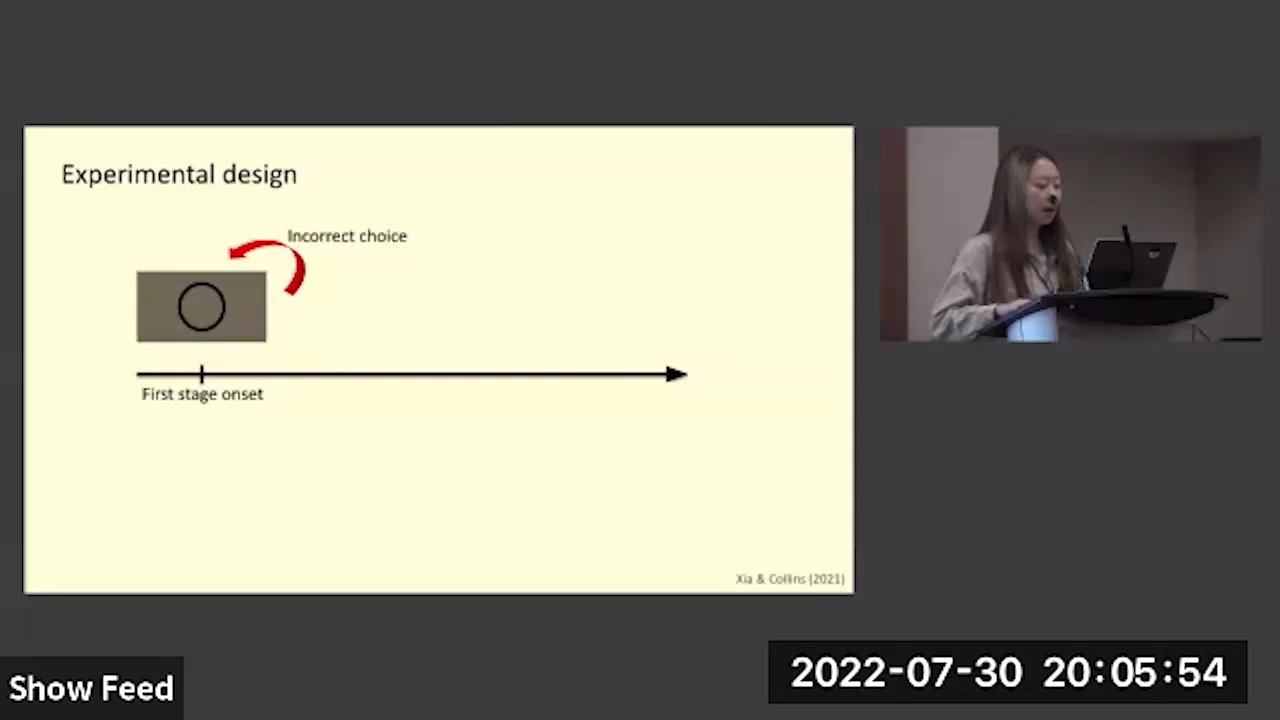 Experimental design
Incorrect choice
First stage onset
Xia & Collins (2021)
Show Feed
2022-07-30 20:05:54